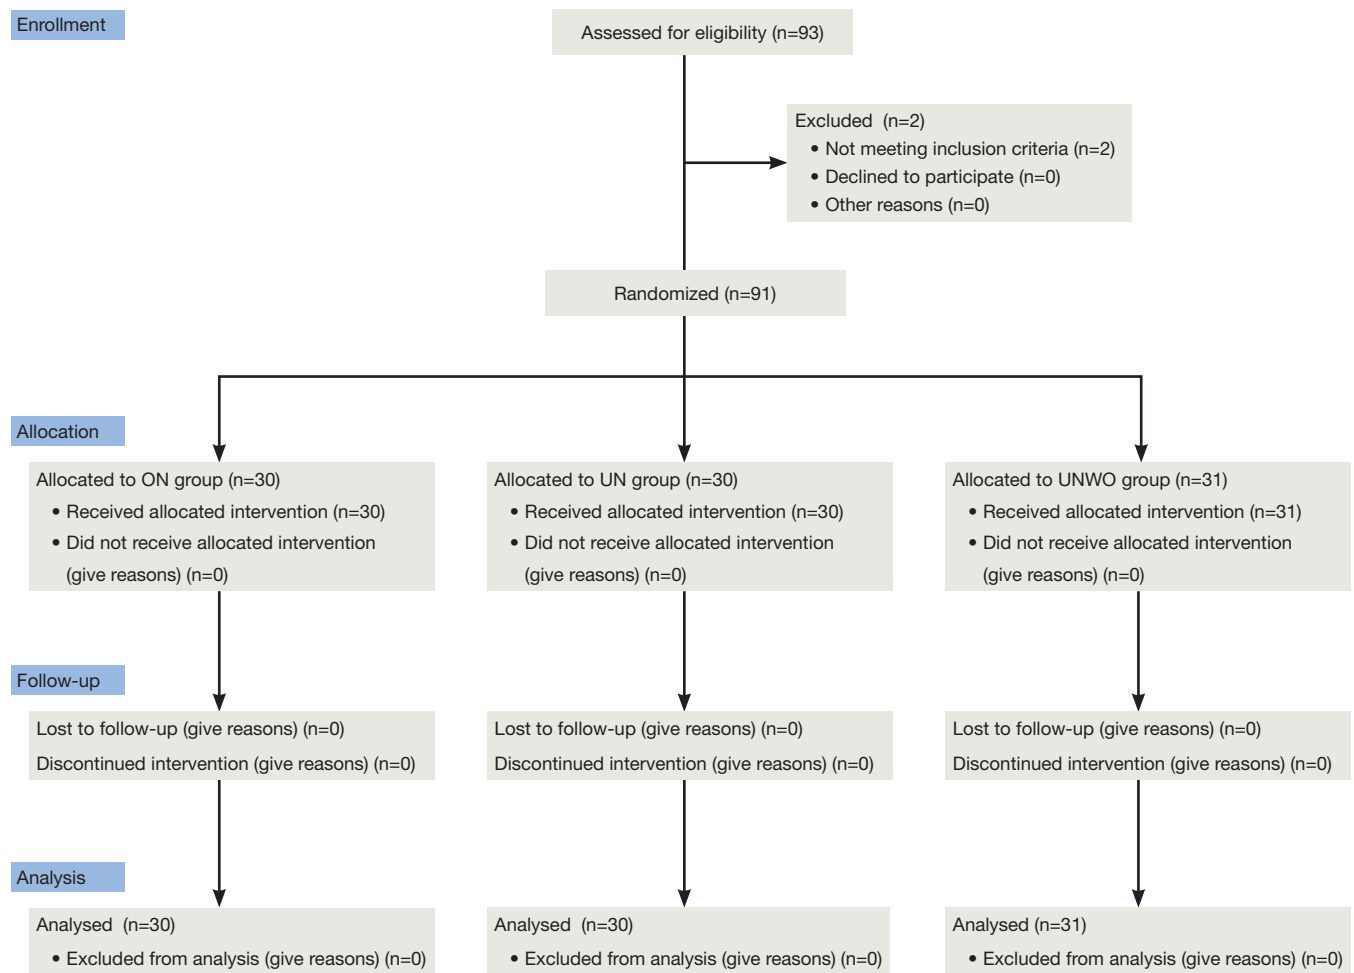 Enrollment
Assessed for eligibility (n=93)
Excluded (n=2)
• Not meeting inclusion criteria (n=2)
• Declined to participate (n=0)
• Other reasons (n=0)
Randomized (n=91)
Allocation
Allocated to ON group (n=30)
• Received allocated intervention (n=30)
• Did not receive allocated intervention
(give reasons) (n=0)
Allocated to UN group (n=30)
• Received allocated intervention (n=30)
• Did not receive allocated intervention
(give reasons) (n=0)
Allocated to UNWO group (n=31)
• Received allocated intervention (n=31)
• Did not receive allocated intervention
(give reasons) (n=0)
Follow-up
Lost to follow-up (give reasons) (n=0)
Discontinued intervention (give reasons) (n=0)
Lost to follow-up (give reasons) (n=0)
Discontinued intervention (give reasons) (n=0)
Lost to follow-up (give reasons) (n=0)
Discontinued intervention (give reasons) (n=0)
Analysis
Analysed (n=30)
• Excluded from analysis (give reasons) (n=0)
Analysed (n=30)
• Excluded from analysis (give reasons) (n=0)
Analysed (n=31)
• Excluded from analysis (give reasons) (n=0)